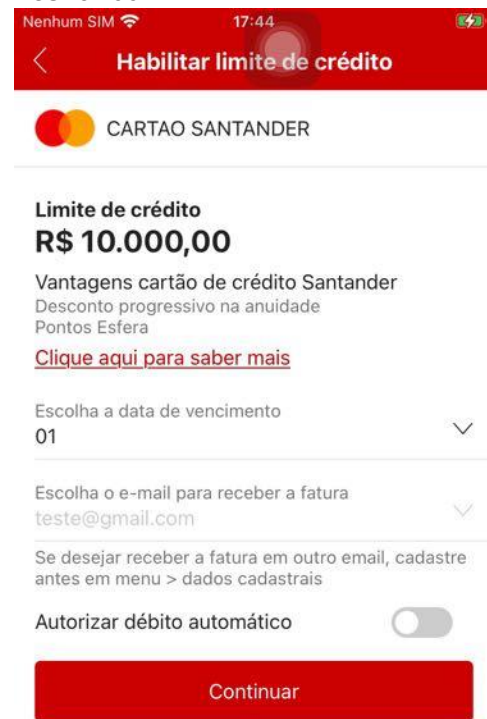 Nenhum SIM 17:44
Habilitar limite de crédito
CARTAO SANTANDER
Limite de crédito
R$ 10.000,00
Vantagens cartão de crédito Santander
Desconto progressivo na anuidade
Pontos Esfera
Clique aqui para saber mais
Escolha a data de vencimento
01
Escolha o e-mail para receber a fatura
teste@gmail.com
Se desejar receber a fatura em outro email, cadastre
antes em menu > dados cadastrais
Autorizar débito automático
Continuar